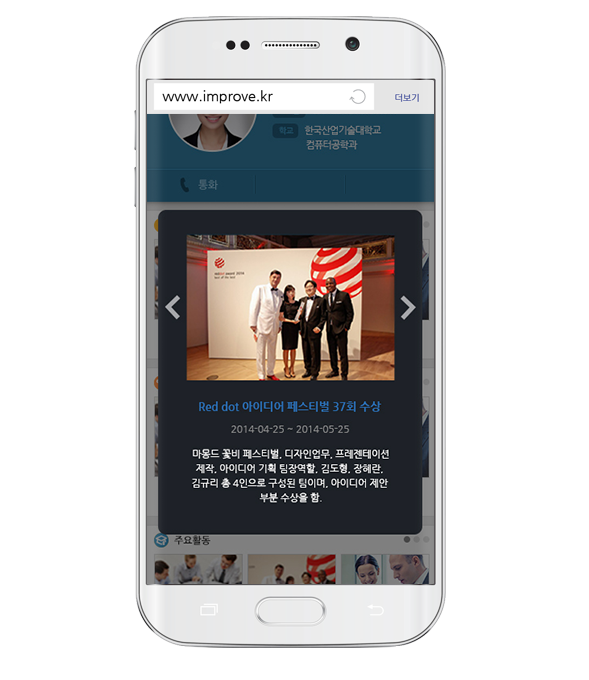 www.improve.kr
더보기
학교
한국산업기술대학교
컴퓨터공학과
통화
Red dot 아이디어 페스티벌 37회 수상
2014-04-25 ~ 2014-05-25
마몽드 꽃비 페스티벌, 디자인업무, 프레젠테이션
제작, 아이디어 기획 팀장역할, 김도형, 장혜란,
김규리 총 4인으로 구성된 팀이며, 아이디어 제안
부분 수상을 함.
주요활동